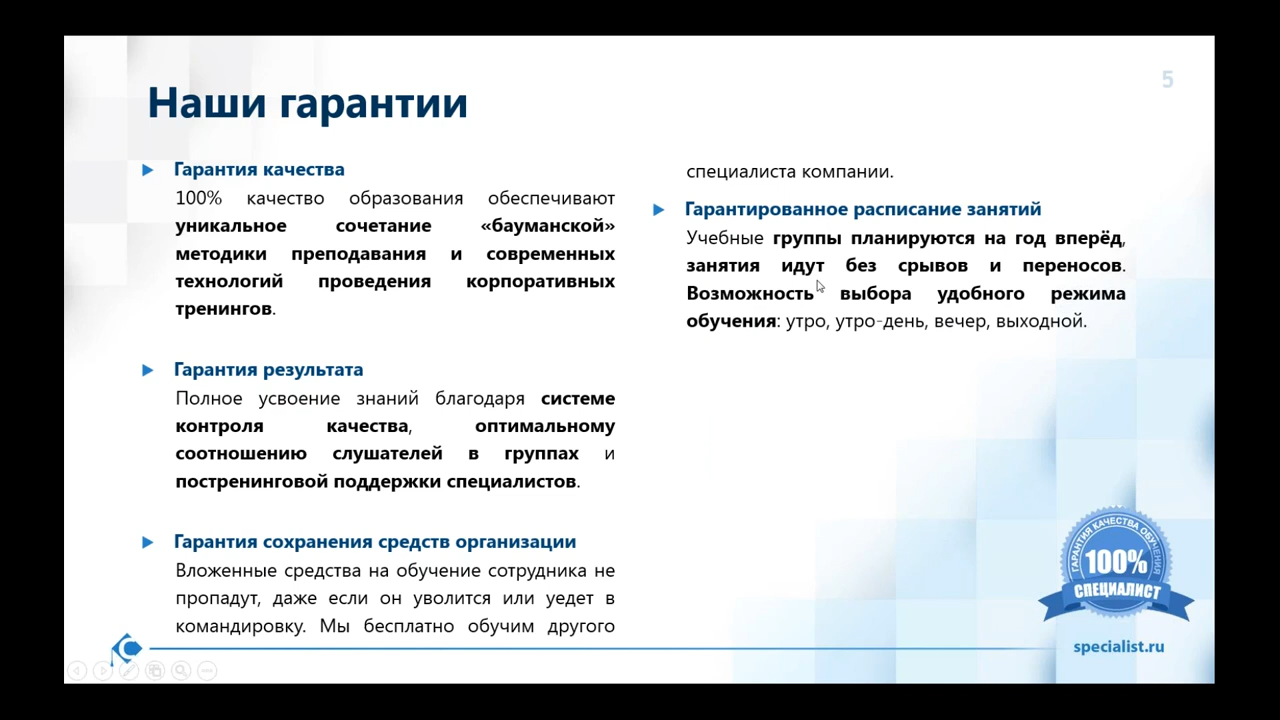 5
Наши гарантии
Гарантия качества
100% качество образования обеспечивают
уникальное сочетание «бауманской»
методики преподавания и современных
технологий проведения корпоративных
тренингов.
Гарантия результата
Полное усвоение знаний благодаря системе
контроля качества, оптимальному
соотношению слушателей в группах и
постренинговой поддержки специалистов.
Гарантия сохранения средств организации
Вложенные средства на обучение сотрудника не
пропадут, даже если он уволится или уедет в
командировку. Мы бесплатно обучим другого
специалиста компании.
Гарантированное расписание занятий
Учебные группы планируются на год вперёд,
занятия идут без срывов и переносов.
Возможность выбора удобного режима
обучения: утро, утро-день, вечер, выходной.
ГАРАНТИЯ КАЧЕСТВА ОБУЧЕНИЯ
100%
СПЕЦИАЛИСТ
specialist.ru